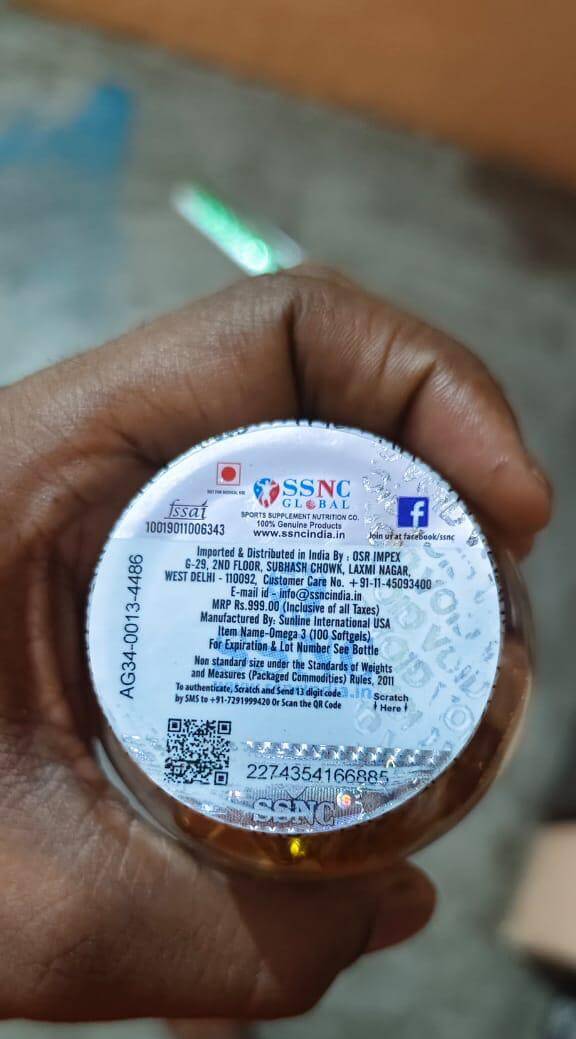 NOT FOR MEDICAL USE
SSNC
GLOBAL
SPORTS SUPPLEMENT NUTRITION CO.
100% Genuine Products
www.ssncindia.in
fssai
10019011006343
f
Join us at facebook/ssnc
Imported & Distributed in India By : OSR IMPEX
G-29, 2ND FLOOR, SUBHASH CHOWK, LAXMI NAGAR,
WEST DELHI - 110092, Customer Care No. +91-11-45093400
E-mail id - info@ssncindia.in
MRP Rs.999.00 (Inclusive of all Taxes)
Manufactured By: Sunline International USA
Item Name-Omega 3 (100 Softgels)
For Expiration & Lot Number See Bottle
Non standard size under the Standards of Weights
and Measures (Packaged Commodities) Rules, 2011
To authenticate, Scratch and Send 13 digit code
by SMS to +91-7291999420 Or Scan the QR Code
Scratch
Here
AG34-0013-4486
2274354166885
SSNC
VOID